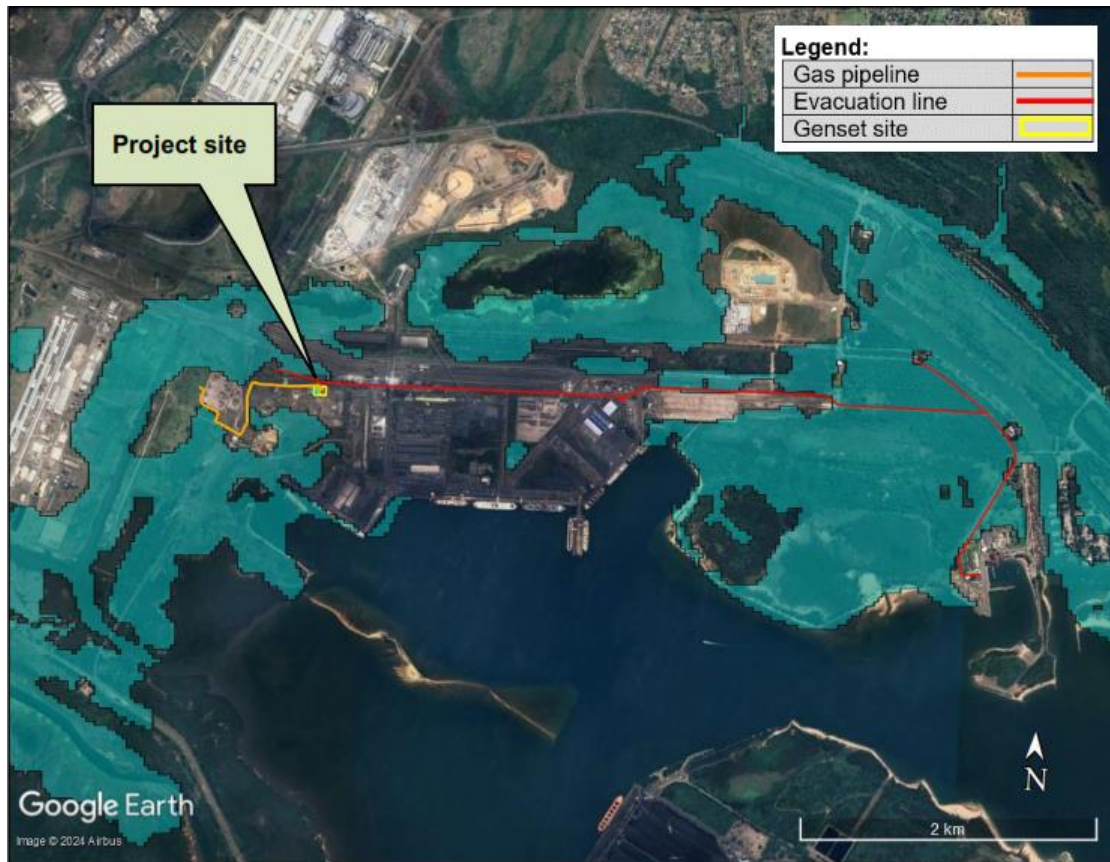 Legend:
Gas pipeline
Evacuation line
Genset site
Project site
N
Google Earth
Image © 2024 Airbus
2 km